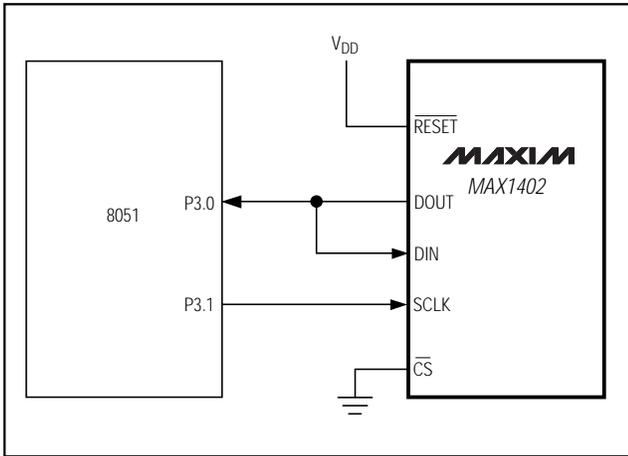 VDD
RESET
MAXIM
MAX1402
8051
P3.0
DOUT
DIN
P3.1
SCLK
CS